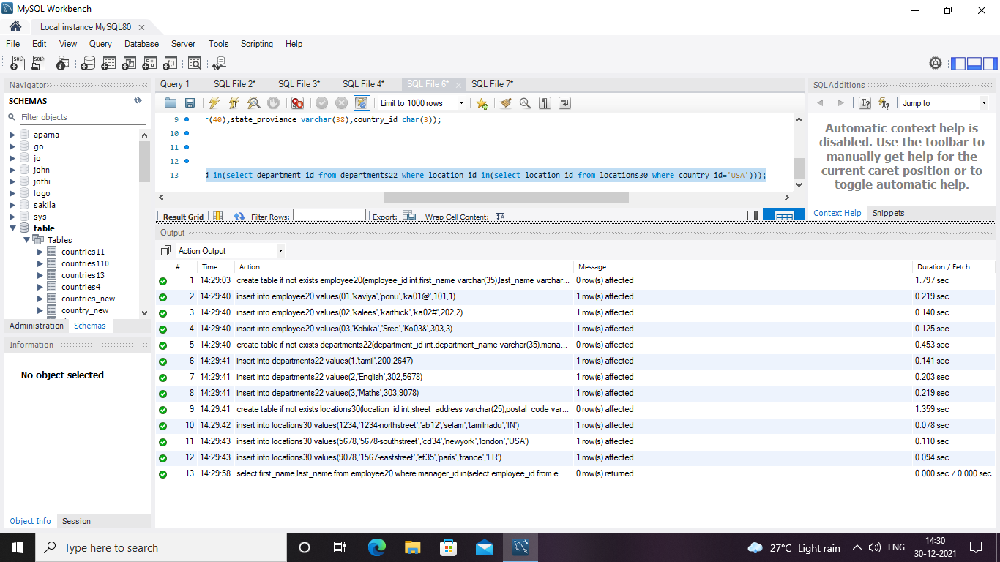 MySQL Workbench
Local instance MySQL80
File Edit View Query Database Server Tools Scripting Help
Navigator
SCHEMAS
Filter objects
aparna
go
jo
john
jothi
logo
sakila
sys
table
Tables
countries11
countries110
countries13
countries4
countries_new
country_new
Administration Schemas
Information
No object selected
Object Info Session
Query 1 SQL File 2* SQL File 3* SQL File 4* SQL File 6* SQL File 7*
Limit to 1000 rows
9 r(40),state_proviance varchar(38),country_id char(3));
10
11
12
13 d in(select department_id from departments22 where location_id in(select location_id from locations30 where country_id='USA')));
Result Grid Filter Rows: Export: Wrap Cell Content:
SQLAdditions
Jump to
Automatic context help is
disabled. Use the toolbar to
manually get help for the
current caret position or to
toggle automatic help.
Context Help Snippets
Output
Action Output
# Time Action Message Duration / Fetch
1 14:29:03 create table if not exists employee20(employee_id int,first_name varchar(35),last_name varchar... 0 row(s) affected 1.797 sec
2 14:29:40 insert into employee20 values(01,'kaviya','ponu','ka01@',101,1) 1 row(s) affected 0.219 sec
3 14:29:40 insert into employee20 values(02,'kalees','karthick','ka02#',202,2) 1 row(s) affected 0.140 sec
4 14:29:40 insert into employee20 values(03,'Kobika','Sree','Ko03&',303,3) 1 row(s) affected 0.125 sec
5 14:29:40 create table if not exists departments22(department_id int,department_name varchar(35),mana... 0 row(s) affected 0.453 sec
6 14:29:41 insert into departments22 values(1,'tamil',200,2647) 1 row(s) affected 0.141 sec
7 14:29:41 insert into departments22 values(2,'English',302,5678) 1 row(s) affected 0.203 sec
8 14:29:41 insert into departments22 values(3,'Maths',303,9078) 1 row(s) affected 0.219 sec
9 14:29:41 create table if not exists locations30(location_id int,street_address varchar(25),postal_code var... 0 row(s) affected 1.359 sec
10 14:29:42 insert into locations30 values(1234,'1234-northstreet','ab12','selam','tamilnadu','IN') 1 row(s) affected 0.078 sec
11 14:29:43 insert into locations30 values(5678,'5678-southstreet','cd34','newyork','london','USA') 1 row(s) affected 0.110 sec
12 14:29:43 insert into locations30 values(9078,'1567-eaststreet','ef35','paris','france','FR') 1 row(s) affected 0.094 sec
13 14:29:58 select first_name,last_name from employee20 where manager_id in(select employee_id from e... 0 row(s) returned 0.000 sec / 0.000 sec
Type here to search
27°C Light rain
ENG
14:30
30-12-2021